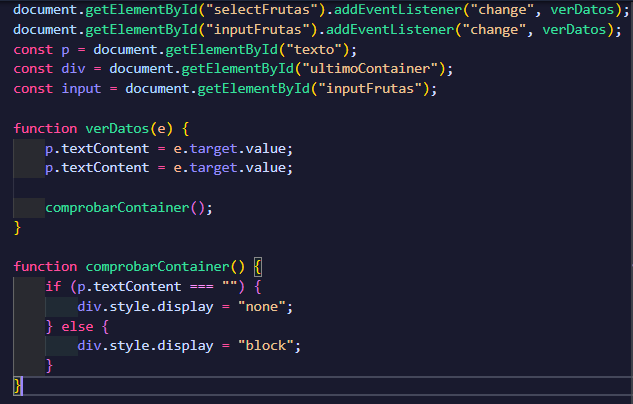 document.getElementById("selectFrutas").addEventListener("change", verDatos);
document.getElementById("inputFrutas").addEventListener("change", verDatos);
const p = document.getElementById("texto");
const div = document.getElementById("ultimoContainer");
const input = document.getElementById("inputFrutas");

function verDatos(e) {
    p.textContent = e.target.value;
    p.textContent = e.target.value;

    comprobarContainer();
}

function comprobarContainer() {
    if (p.textContent === "") {
        div.style.display = "none";
    } else {
        div.style.display = "block";
    }
}